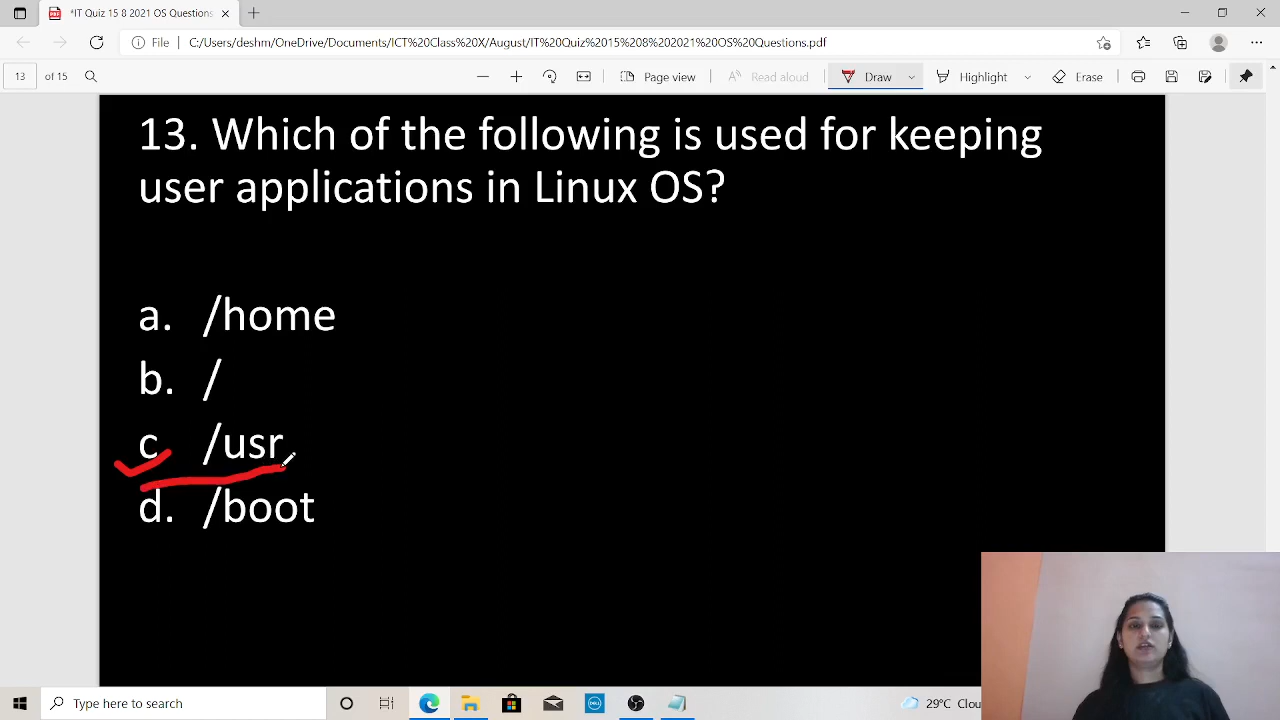 *IT Quiz 15 8 2021 OS Questions.
File
C:/Users/deshm/OneDrive/Documents/ICT%20Class%20X/August/IT%20Quiz%2015%208%202021%20OS%20Questions.pdf
13 of 15
Page view
Read aloud
Draw
Highlight
Erase
13. Which of the following is used for keeping
user applications in Linux OS?
a. /home
b. /
c /usr
d. /boot
Type here to search
29°C Clou